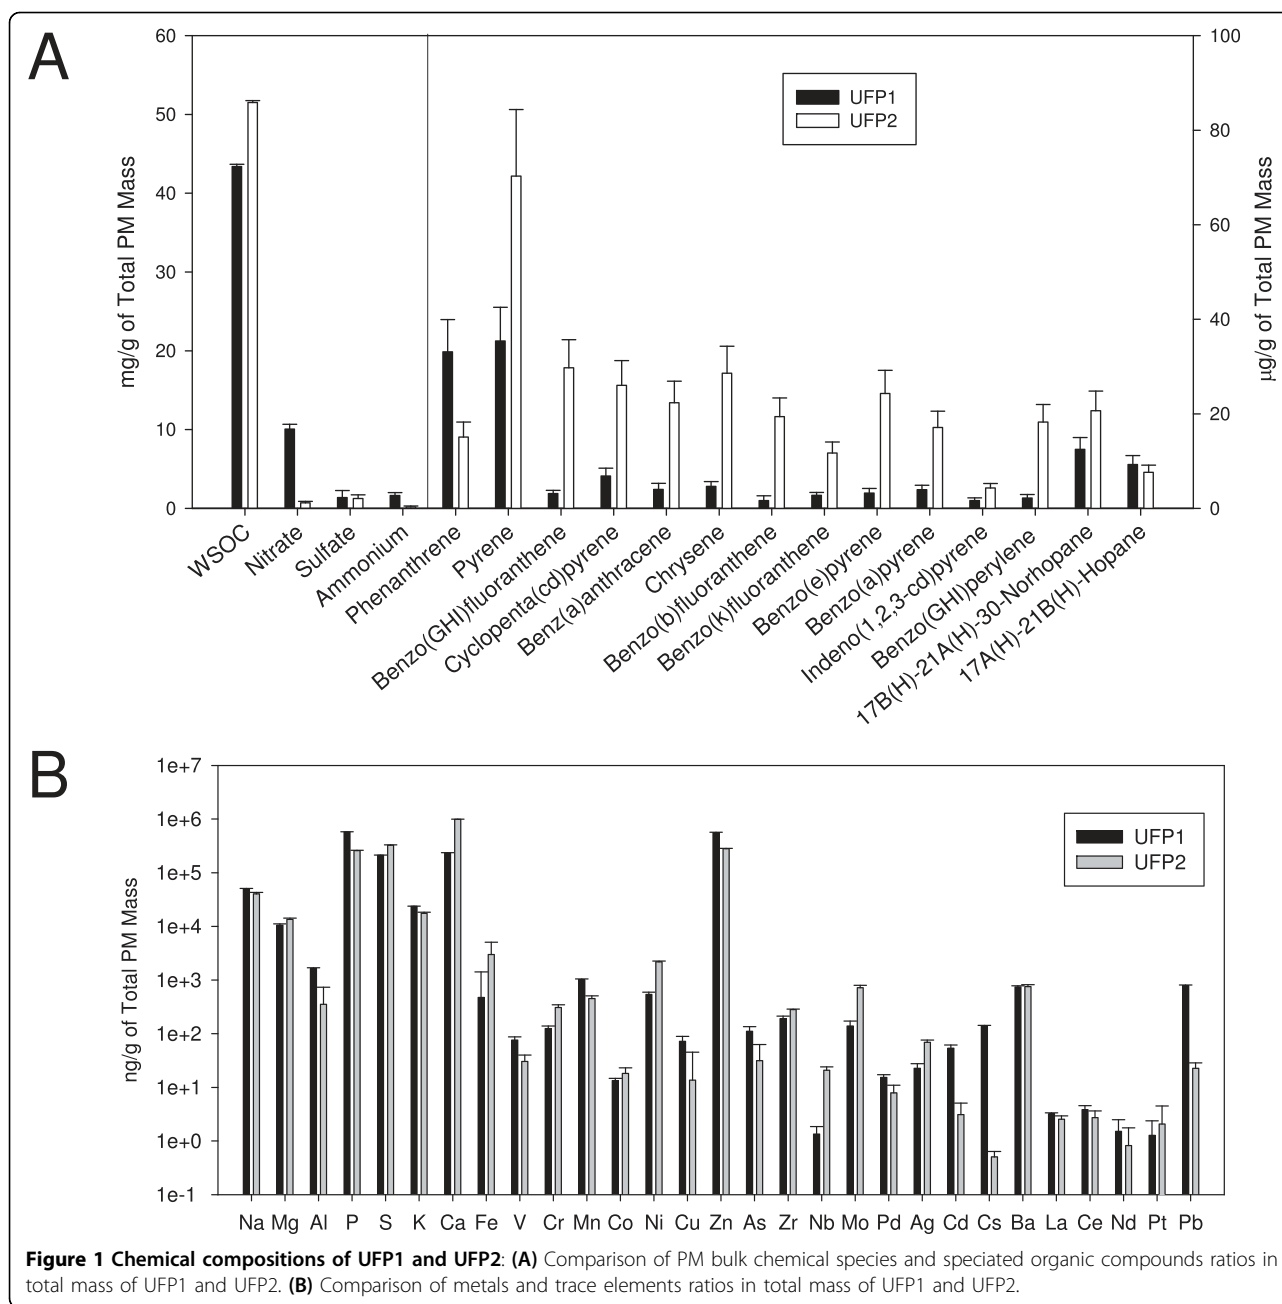 A
60
50
40
30
20
10
0
mg/g of Total PM Mass
100
80
60
40
20
0
µg/g of Total PM Mass
UFP1
UFP2
WSOC
Nitrate
Sulfate
Ammonium
Phenanthrene
Pyrene
Benzo(GHI)fluoranthene
Cyclopenta(cd)pyrene
Benz(a)anthracene
Chrysene
Benzo(b)fluoranthene
Benzo(k)fluoranthene
Benzo(e)pyrene
Benzo(a)pyrene
Indeno(1,2,3-cd)pyrene
Benzo(GHI)perylene
17B(H)-21A(H)-30-Norhopane
17A(H)-21B(H)-Hopane
B
1e+7
1e+6
1e+5
1e+4
1e+3
1e+2
1e+1
1e+0
1e-1
ng/g of Total PM Mass
UFP1
UFP2
Na Mg Al P S K Ca Fe V Cr Mn Co Ni Cu Zn As Zr Nb Mo Pd Ag Cd Cs Ba La Ce Nd Pt Pb
Figure 1 Chemical compositions of UFP1 and UFP2: (A) Comparison of PM bulk chemical species and speciated organic compounds ratios in
total mass of UFP1 and UFP2. (B) Comparison of metals and trace elements ratios in total mass of UFP1 and UFP2.